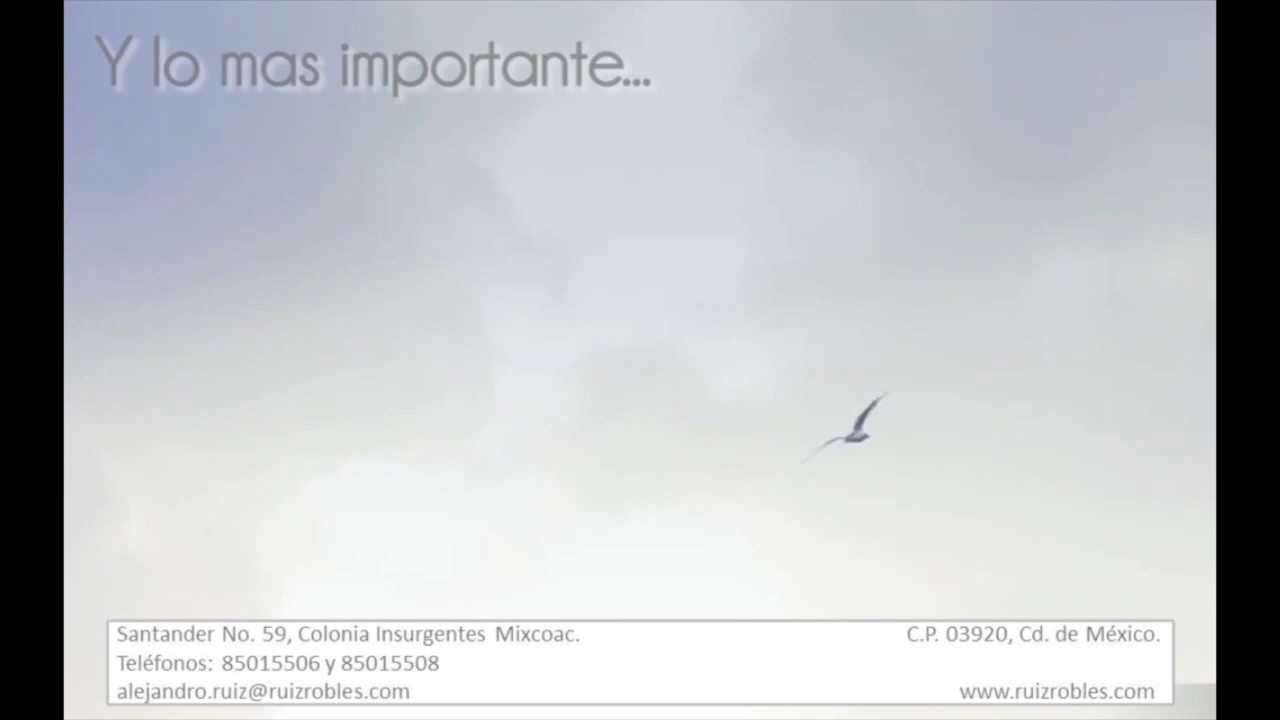 Y lo mas importante...
Santander No. 59, Colonia Insurgentes Mixcoac. C.P. 03920, Cd. de México.
Teléfonos: 85015506 y 85015508
alejandro.ruiz@ruizrobles.com www.ruizrobles.com